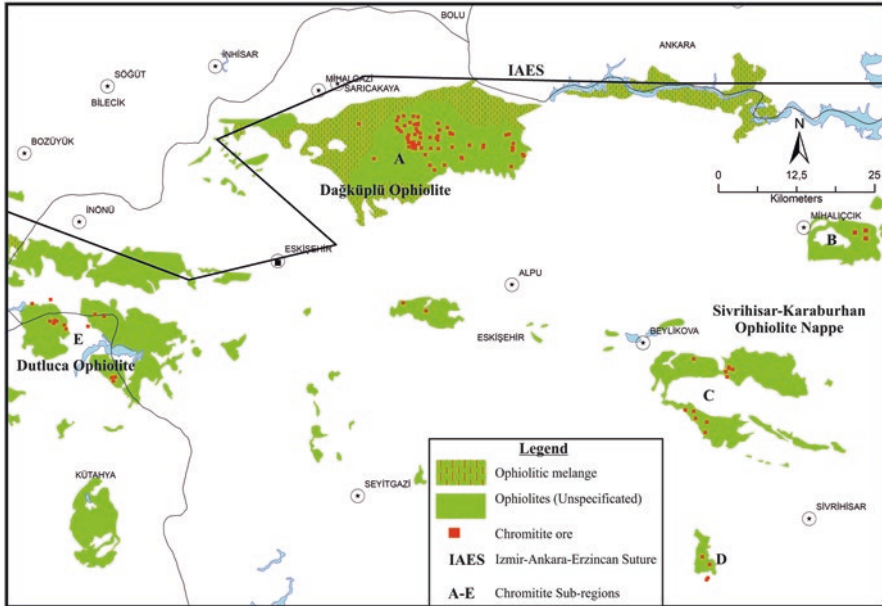 BOLU
ANKARA
İNHİSAR
SÖĞÜT
BİLECİK
MİHALGAZİ
SARICAKAYA
IAES
BOZÜYÜK
A
Dağküplü Ophiolite
N
0 12,5 25
Kilometers
İNÖNÜ
ESKİŞEHİR
MİHALIÇCIK
B
ALPU
Sivrihisar-Karaburhan
Ophiolite Nappe
ESKİŞEHİR
BEYLİKOVA
E
Dutluca Ophiolite
C
KÜTAHYA
SEYİTGAZİ
SİVRİHİSAR
D
Legend
Ophiolitic melange
Ophiolites (Unspecificated)
Chromitite ore
IAES Izmir-Ankara-Erzincan Suture
A-E Chromitite Sub-regions